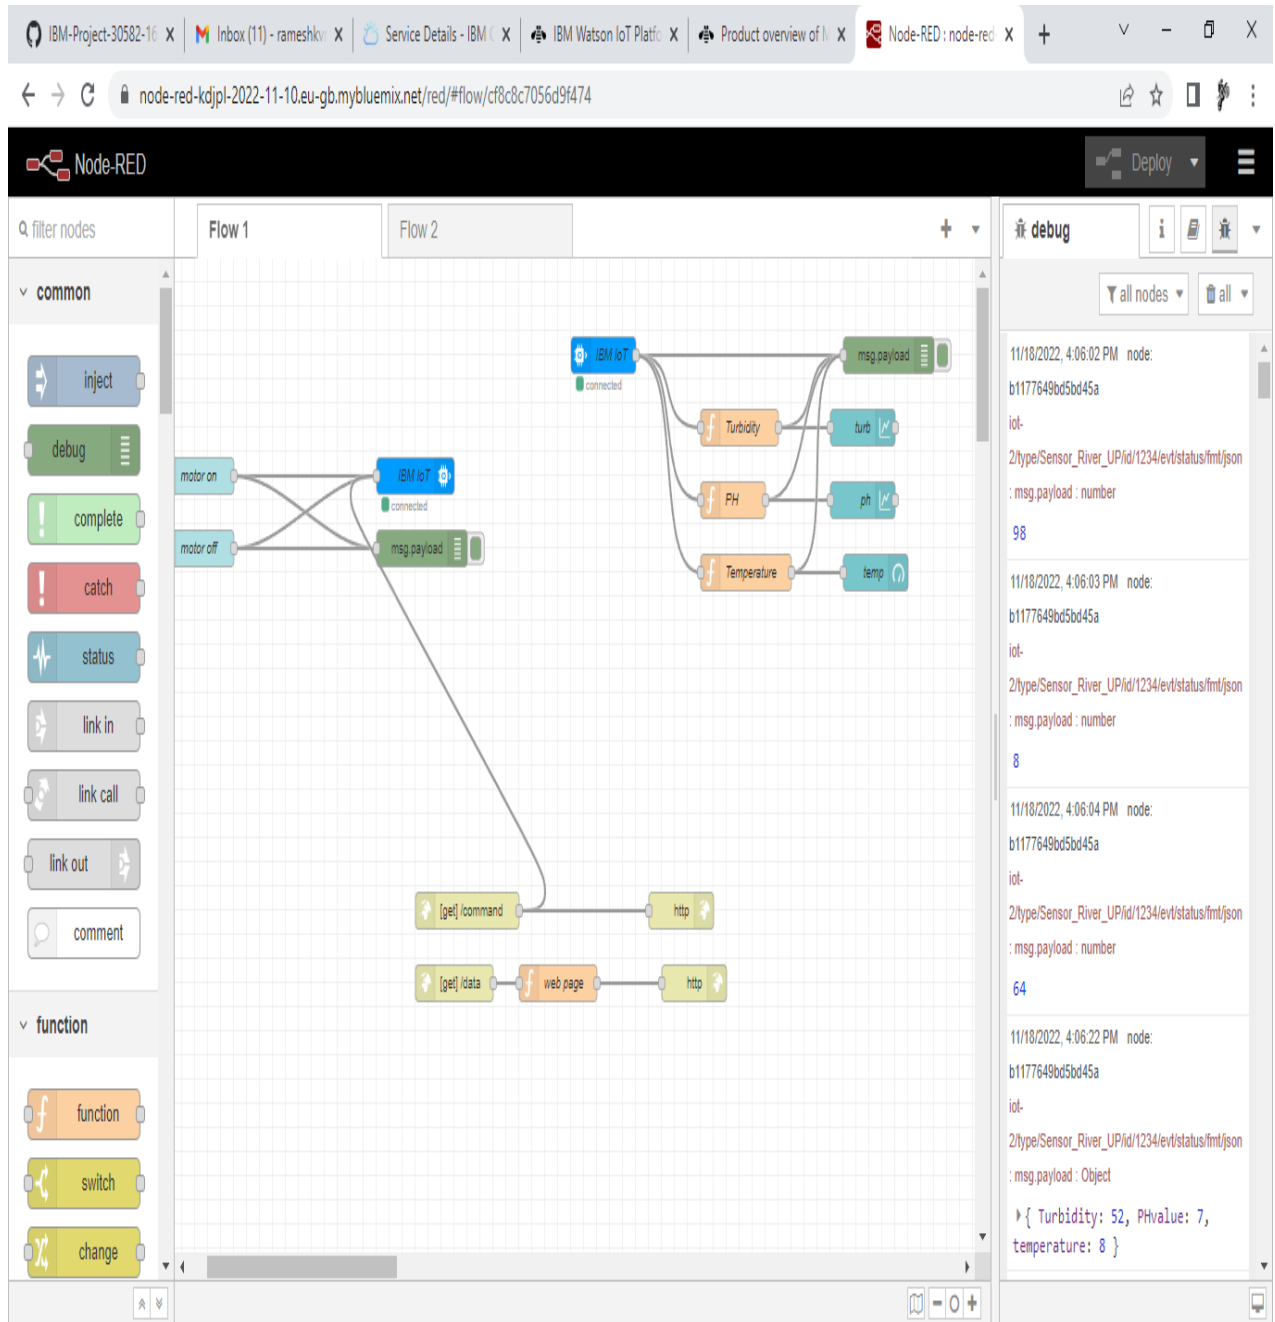 IBM-Project-30582-16
Inbox (11) - rameshkv
Service Details - IBM C
IBM Watson IoT Platfo
Product overview of
Node-RED : node-red
node-red-kdjpl-2022-11-10.eu-gb.mybluemix.net/red/#flow/cf8c8c7056d9f474
Node-RED
Deploy
filter nodes
Flow 1
Flow 2
debug
i
all nodes
all
common
inject
debug
complete
catch
status
link in
link call
link out
comment
function
function
switch
change
motor on
motor off
IBM IoT
connected
msg.payload
IBM IoT
connected
msg.payload
Turbidity
turb
PH
ph
Temperature
temp
[get] /command
http
[get] /data
web page
http
11/18/2022, 4:06:02 PM node:
b1177649bd5bd45a
iot-
2/type/Sensor_River_UP/id/1234/evt/status/fmt/json
: msg.payload : number
98
11/18/2022, 4:06:03 PM node:
b1177649bd5bd45a
iot-
2/type/Sensor_River_UP/id/1234/evt/status/fmt/json
: msg.payload : number
8
11/18/2022, 4:06:04 PM node:
b1177649bd5bd45a
iot-
2/type/Sensor_River_UP/id/1234/evt/status/fmt/json
: msg.payload : number
64
11/18/2022, 4:06:22 PM node:
b1177649bd5bd45a
iot-
2/type/Sensor_River_UP/id/1234/evt/status/fmt/json
: msg.payload : Object
{ Turbidity: 52, PHvalue: 7,
temperature: 8 }